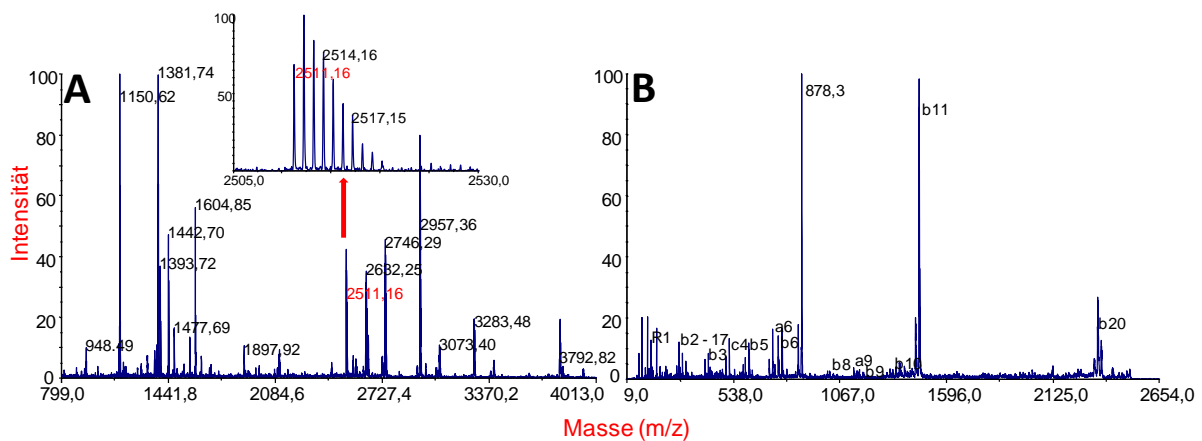 100
2514,16
2511,16
50
2517,15
2505,0
2530,0
A
100
80
60
40
20
0
Intensität
1150,62
1381,74
1604,85
1442,70
1393,72
1477,69
948.49
1897,92
2957,36
2746,29
2632,25
2511,16
3283,48
3073,40
3792,82
799,0
1441,8
2084,6
2727,4
3370,2
4013,0
B
100
80
60
40
20
0
878,3
b11
R1
b2 - 17
b3
c4
b5
a6
b6
b8
a9
b9
b10
b20
9,0
538,0
1067,0
1596,0
2125,0
2654,0
Masse (m/z)